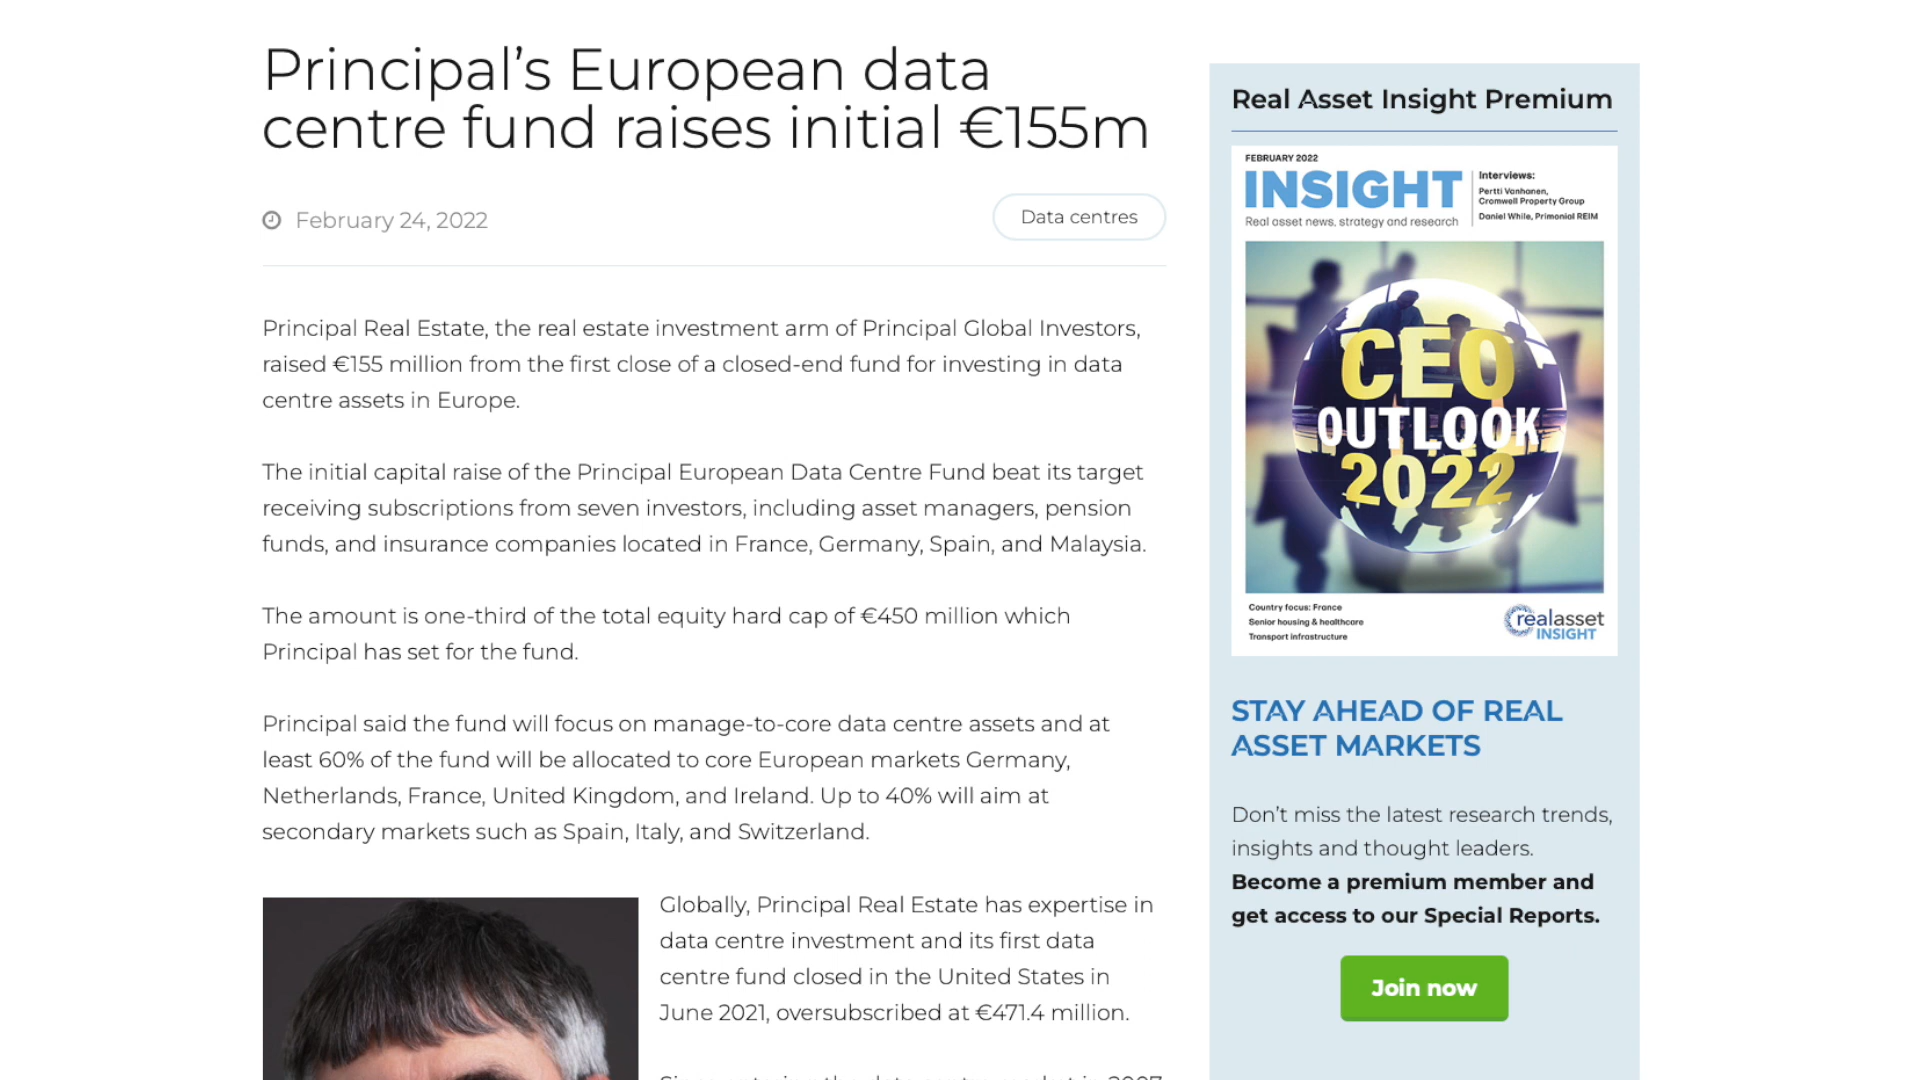 Principal’s European data
centre fund raises initial €155m
February 24, 2022
Data centres
Principal Real Estate, the real estate investment arm of Principal Global Investors,
raised €155 million from the first close of a closed-end fund for investing in data
centre assets in Europe.
The initial capital raise of the Principal European Data Centre Fund beat its target
receiving subscriptions from seven investors, including asset managers, pension
funds, and insurance companies located in France, Germany, Spain, and Malaysia.
The amount is one-third of the total equity hard cap of €450 million which
Principal has set for the fund.
Principal said the fund will focus on manage-to-core data centre assets and at
least 60% of the fund will be allocated to core European markets Germany,
Netherlands, France, United Kingdom, and Ireland. Up to 40% will aim at
secondary markets such as Spain, Italy, and Switzerland.
Globally, Principal Real Estate has expertise in
data centre investment and its first data
centre fund closed in the United States in
June 2021, oversubscribed at €471.4 million.
Real Asset Insight Premium
FEBRUARY 2022
INSIGHT
Real asset news, strategy and research
Interviews:
Pertti Vanhanen,
Cromwell Property Group
Daniel While, Primonial REIM
CEO
OUTLOOK
2022
Country focus: France
Senior housing & healthcare
Transport infrastructure
realasset
INSIGHT
STAY AHEAD OF REAL
ASSET MARKETS
Don’t miss the latest research trends,
insights and thought leaders.
Become a premium member and
get access to our Special Reports.
Join now